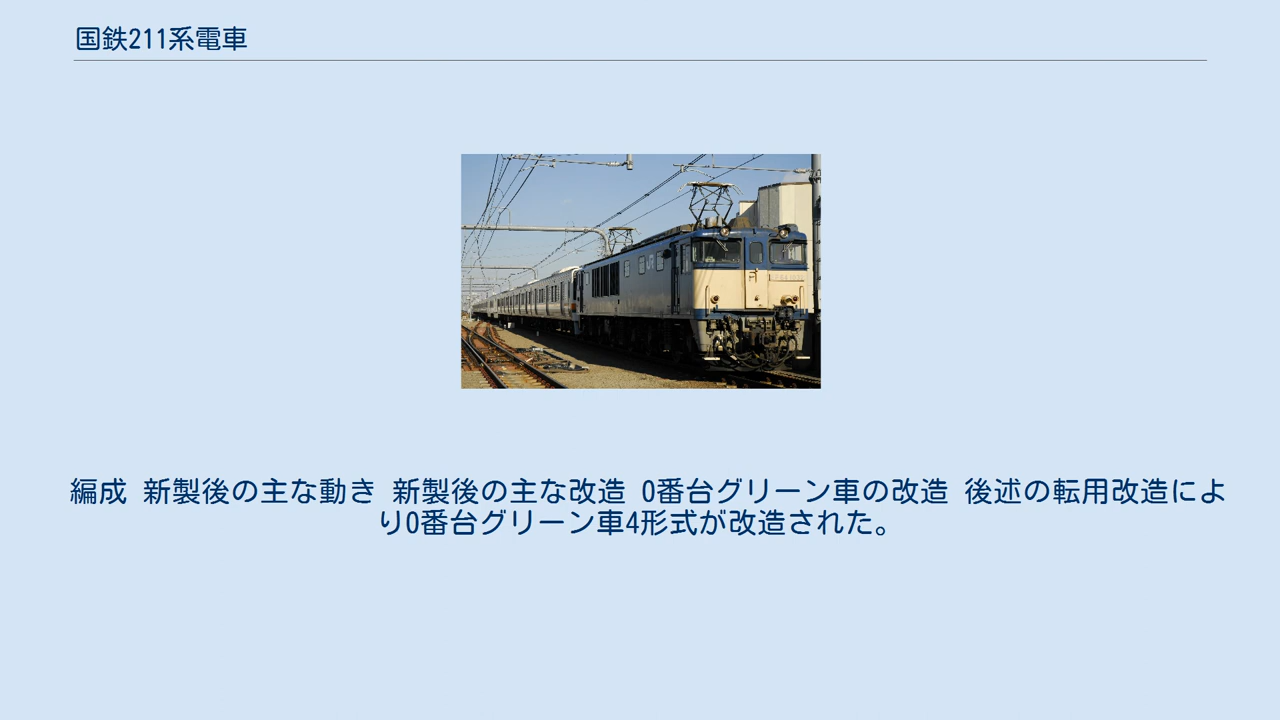 国鉄211系電車
編成 新製後の主な動き 新製後の主な改造 0番台グリーン車の改造 後述の転用改造によ
り0番台グリーン車4形式が改造された。